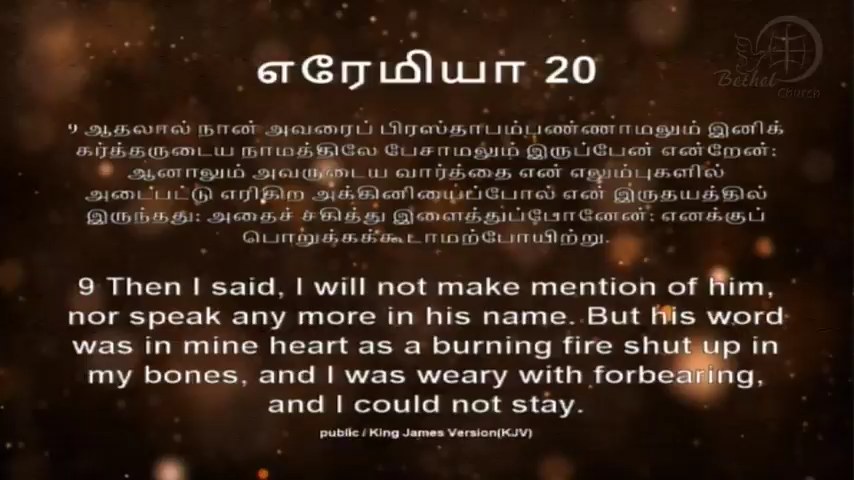 எரேமியா 20
Bethel
Church
9 ஆதலால் நான் அவரைப் பிரஸ்தாபம்பண்ணாமலும் இனிக்
கர்த்தருடைய நாமத்திலே பேசாமலும் இருப்பேன் என்றேன்;
ஆனாலும் அவருடைய வார்த்தை என் எலும்புகளில்
அடைபட்டு எரிகிற அக்கினியைப்போல் என் இருதயத்தில்
இருந்தது; அதைச் சகித்து இளைத்துப்போனேன்; எனக்குப்
பொறுக்கக்கூடாமற்போயிற்று.
9 Then I said, I will not make mention of him,
nor speak any more in his name. But his word
was in mine heart as a burning fire shut up in
my bones, and I was weary with forbearing,
and I could not stay.
public / King James Version(KJV)